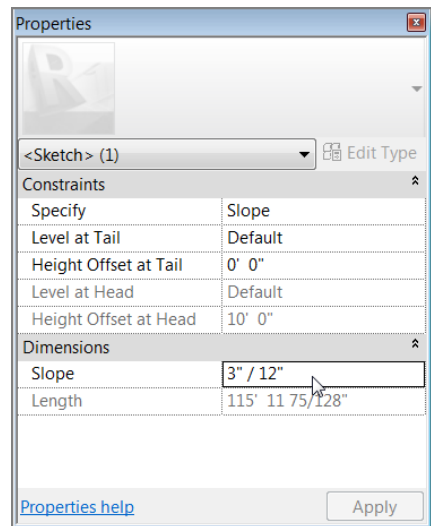 Properties
R
<Sketch> (1) Edit Type
Constraints
Specify Slope
Level at Tail Default
Height Offset at Tail 0' 0"
Level at Head Default
Height Offset at Head 10' 0"
Dimensions
Slope 3" / 12"
Length 115' 11 75/128"
Properties help Apply